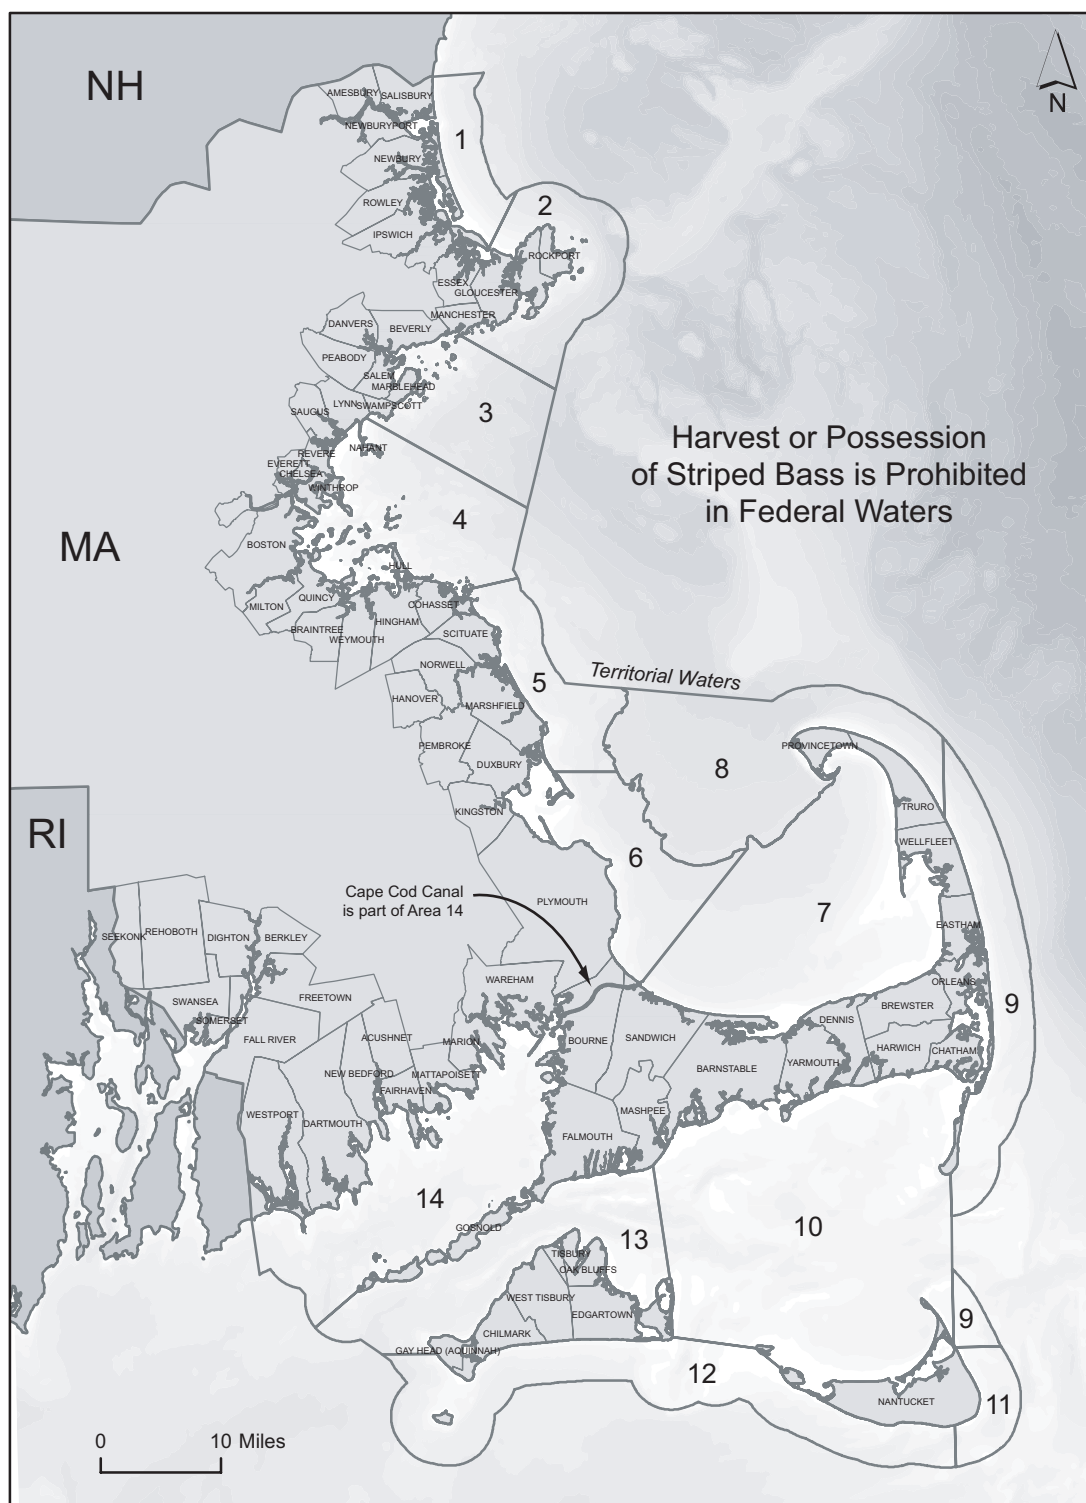 NH
N
AMESBURY
SALISBURY
NEWBURYPORT
1
NEWBURY
ROWLEY
2
IPSWICH
ROCKPORT
ESSEX
GLOUCESTER
MANCHESTER
DANVERS
BEVERLY
PEABODY
SALEM
MARBLEHEAD
LYNN
SWAMPSCOTT
SAUGUS
3
Harvest or Possession
of Striped Bass is Prohibited
in Federal Waters
NAHANT
REVERE
EVERETT
CHELSEA
WINTHROP
4
MA
BOSTON
HULL
MILTON
QUINCY
COHASSET
BRAINTREE
WEYMOUTH
HINGHAM
SCITUATE
NORWELL
5
Territorial Waters
HANOVER
MARSHFIELD
PEMBROKE
DUXBURY
8
PROVINCETOWN
KINGSTON
TRURO
RI
WELLFLEET
6
Cape Cod Canal
is part of Area 14
PLYMOUTH
7
EASTHAM
SEEKONK
REHOBOTH
DIGHTON
BERKLEY
WAREHAM
ORLEANS
SWANSEA
FREETOWN
BREWSTER
9
SOMERSET
DENNIS
FALL RIVER
ACUSHNET
MARION
BOURNE
SANDWICH
HARWICH
CHATHAM
BARNSTABLE
YARMOUTH
NEW BEDFORD
MATTAPOISETT
FAIRHAVEN
WESTPORT
DARTMOUTH
MASHPEE
FALMOUTH
14
GOSNOLD
10
13
TISBURY
OAK BLUFFS
WEST TISBURY
EDGARTOWN
9
CHILMARK
GAY HEAD (AQUINNAH)
12
NANTUCKET
11
0 10 Miles